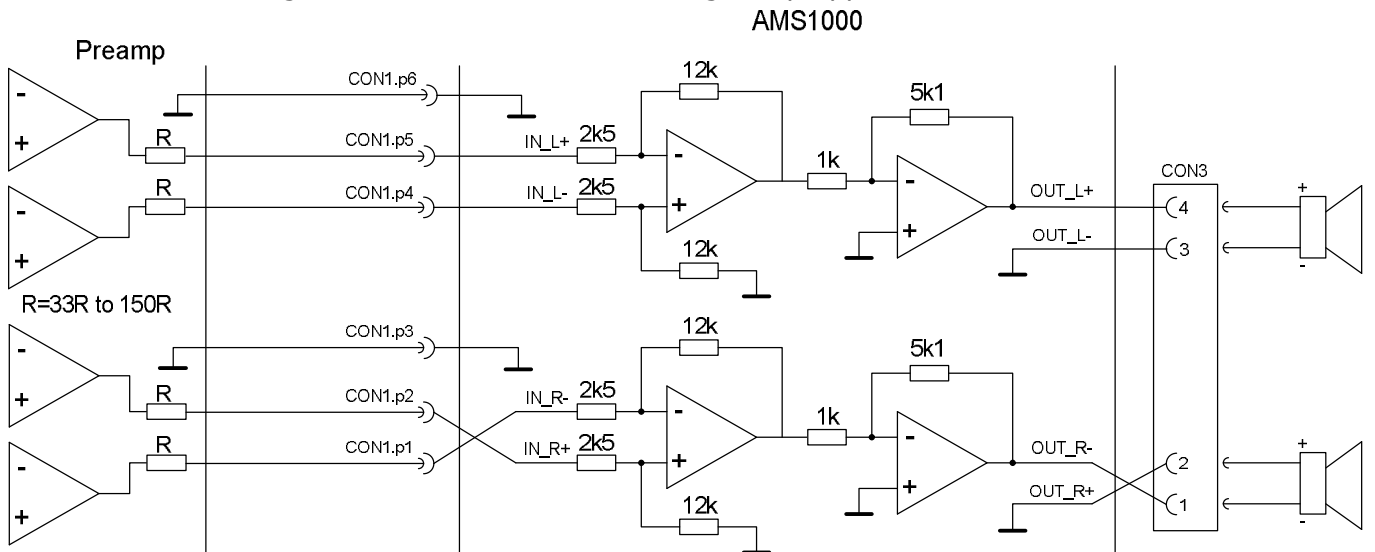 AMS1000
Preamp
-
+
R
CON1.p6
CON1.p5
IN_L+
2k5
12k
-
+
1k
5k1
-
+
OUT_L+
OUT_L-
CON3
4
3
+
-
-
+
R
CON1.p4
IN_L-
2k5
12k
R=33R to 150R
-
+
R
CON1.p3
CON1.p2
IN_R-
2k5
12k
-
+
1k
5k1
-
+
OUT_R-
OUT_R+
2
1
+
-
-
+
R
CON1.p1
IN_R+
2k5
12k